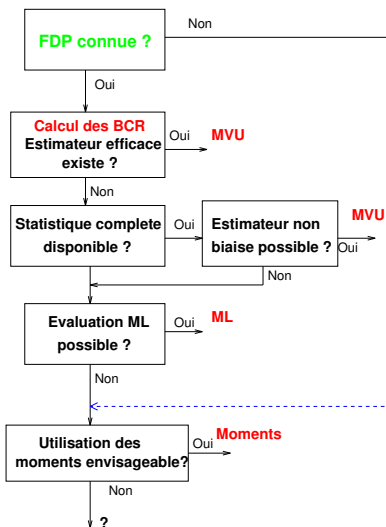 Non
FDP connue ?
Oui
Calcul des BCR
Estimateur efficace
existe ?
Oui
MVU
Non
Statistique complete
disponible ?
Oui
Estimateur non
biaise possible ?
MVU
Oui
Non
Evaluation ML
possible ?
Oui
ML
Non
Utilisation des
moments envisageable?
Oui
Moments
Non
?